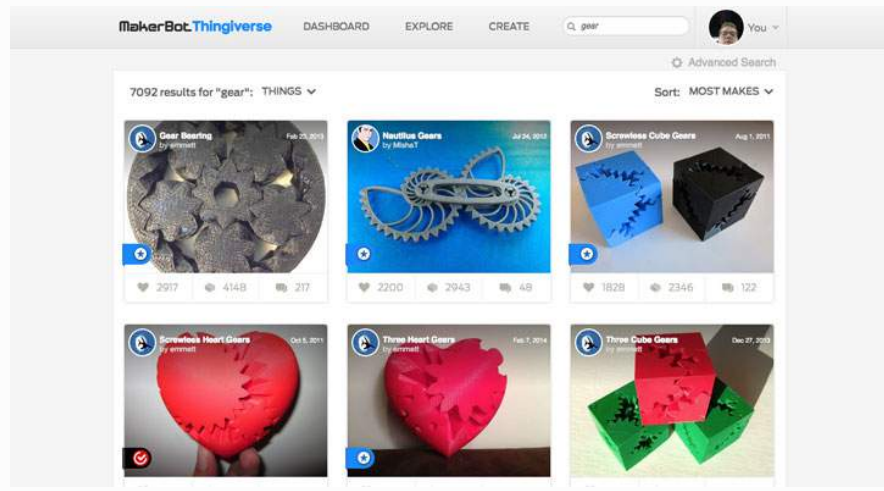 MakerBot Thingiverse DASHBOARD EXPLORE CREATE gear You
Advanced Search
7092 results for "gear": THINGS Sort: MOST MAKES
Gear Bearing Feb 23, 2013
by emmett
Nautilus Gears Jul 24, 2012
by MishaT
Screwless Cube Gears Aug 1, 2011
by emmett
2917 4148 217
2200 2943 48
1828 2346 122
Screwless Heart Gears Oct 5, 2011
by emmett
Three Heart Gears Feb 7, 2014
by emmett
Three Cube Gears Dec 27, 2013
by emmett